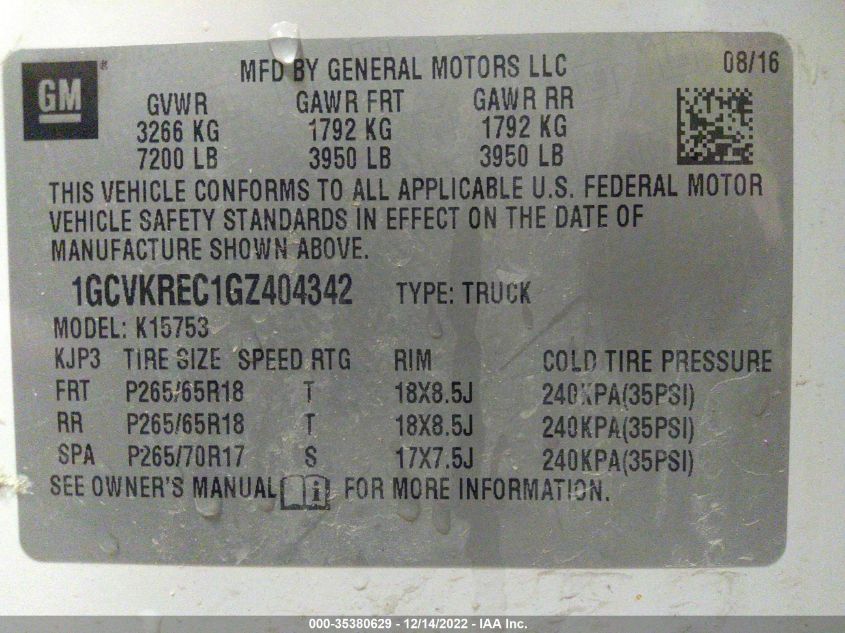 GM
®
MFD BY GENERAL MOTORS LLC 08/16
GVWR GAWR FRT GAWR RR
3266 KG 1792 KG 1792 KG
7200 LB 3950 LB 3950 LB
THIS VEHICLE CONFORMS TO ALL APPLICABLE U.S. FEDERAL MOTOR
VEHICLE SAFETY STANDARDS IN EFFECT ON THE DATE OF
MANUFACTURE SHOWN ABOVE.
1GCVKREC1GZ404342 TYPE: TRUCK
MODEL: K15753
KJP3 TIRE SIZE SPEED RTG RIM COLD TIRE PRESSURE
FRT P265/65R18 T 18X8.5J 240KPA(35PSI)
RR P265/65R18 T 18X8.5J 240KPA(35PSI)
SPA P265/70R17 S 17X7.5J 240KPA(35PSI)
SEE OWNER'S MANUAL i FOR MORE INFORMATION.
000-35380629 - 12/14/2022 - IAA Inc.